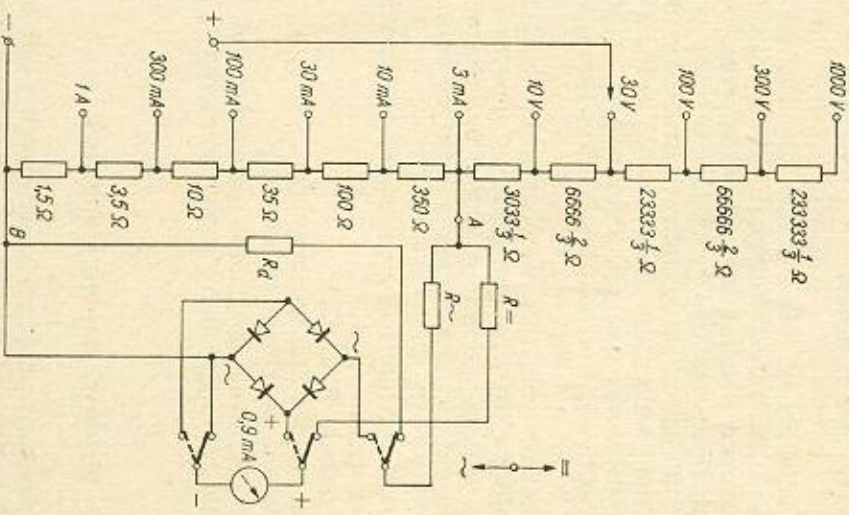 1000 V
233333 1/3 Ω
300 V
66666 2/3 Ω
100 V
23333 1/3 Ω
30 V
6666 2/3 Ω
10 V
3033 1/3 Ω
3 mA
A
R=
R~
350 Ω
10 mA
100 Ω
30 mA
35 Ω
100 mA
+
10 Ω
300 mA
3,5 Ω
1 A
1,5 Ω
B
−
Rd
~
~
+
0,9 mA
+
−
=
~